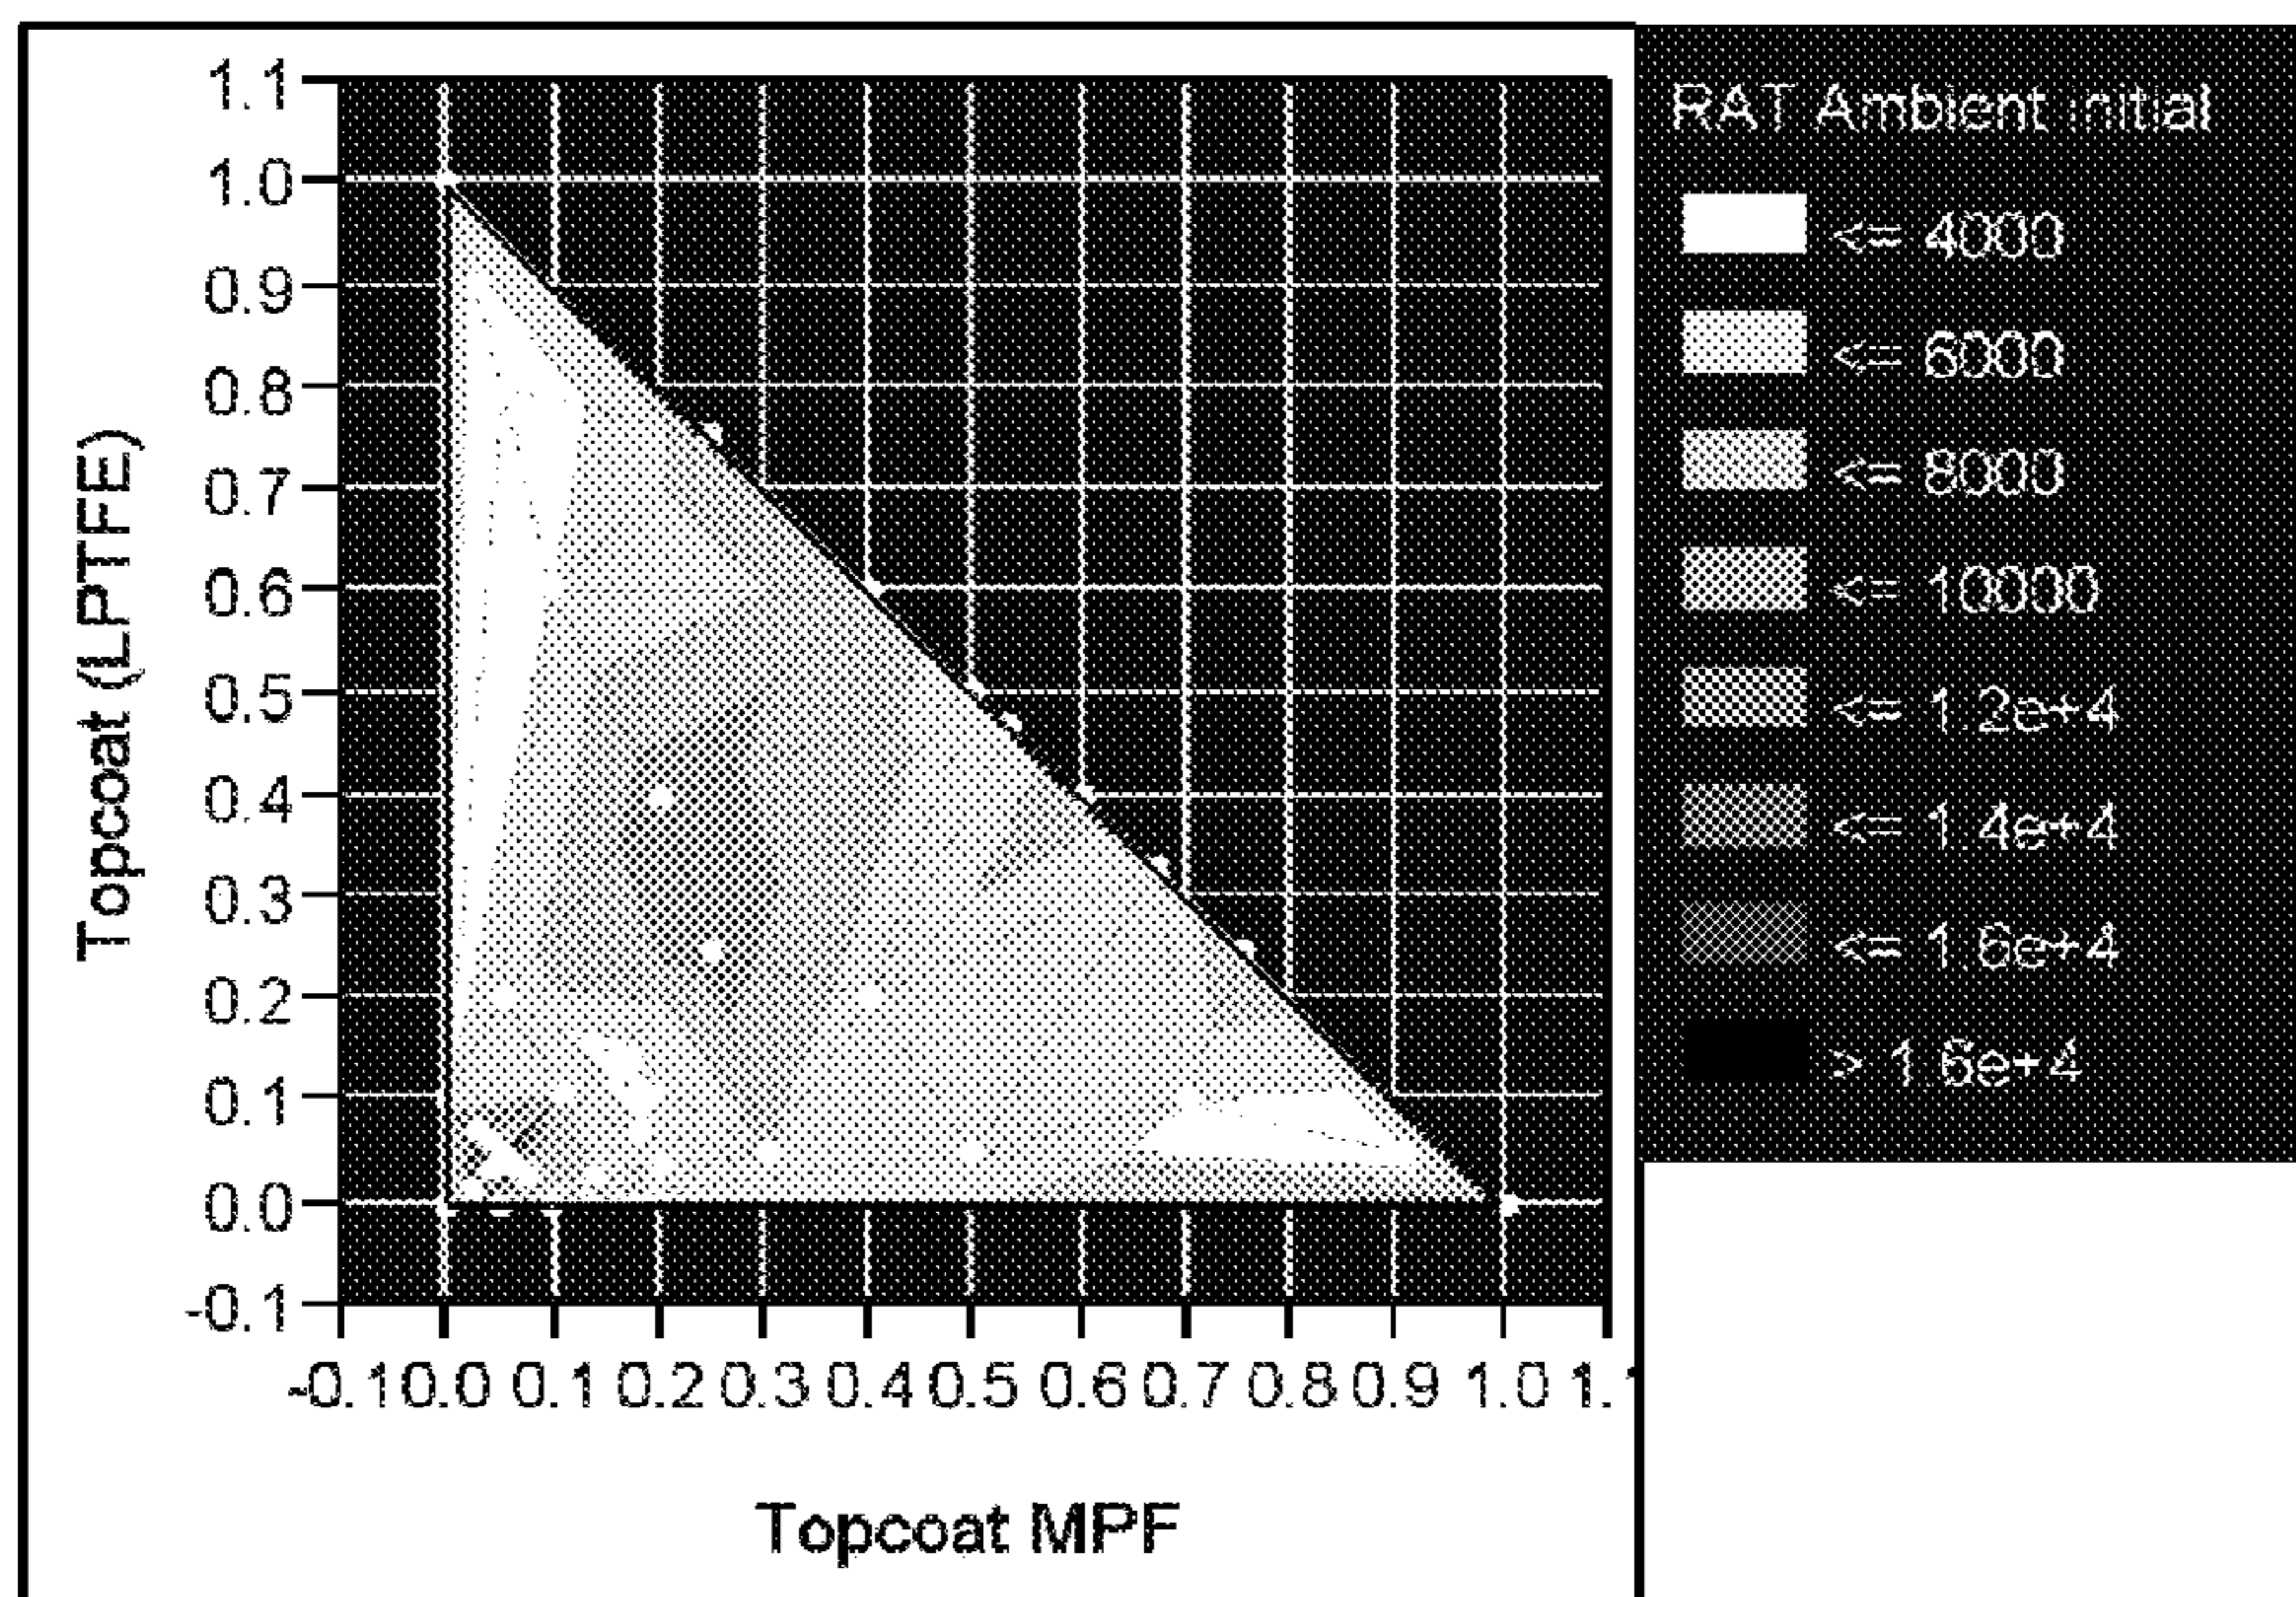 RAT Ambient initial
<= 4000
<= 6000
<= 8000
<= 10000
<= 1.2e+4
<= 1.4e+4
<= 1.6e+4
> 1.6e+4
Topcoat (LPTFE)
1.1
1.0
0.9
0.8
0.7
0.6
0.5
0.4
0.3
0.2
0.1
0.0
-0.1
-0.1 0.0 0.1 0.2 0.3 0.4 0.5 0.6 0.7 0.8 0.9 1.0 1.1
Topcoat MPF